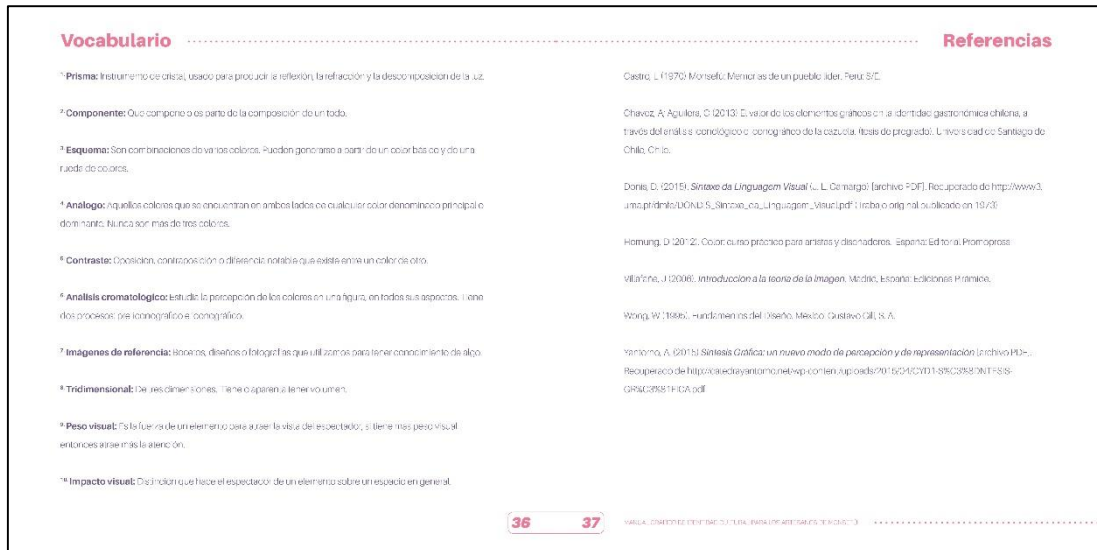 Vocabulario
¹·Prisma: Instrumento de cristal, usado para producir la reflexión, la refracción y la descomposición de la luz.
²·Componente: Que compone o es parte de la composición de un todo.
³·Esquema: Son combinaciones de varios colores. Pueden generarse a partir de un color básico y de una
rueda de colores.
⁴·Análogo: Aquellos colores que se encuentran en ambos lados de cualquier color denominado principal o
dominante. Nunca son más de tres colores.
⁵·Contraste: Oposición, contraposición o diferencia notable que existe entre un color de otro.
⁶·Análisis cromatológico: Estudia la percepción de los colores en una figura, en todos sus aspectos. Tiene
dos procesos: pre iconográfico e iconográfico.
⁷·Imágenes de referencia: Bocetos, diseños o fotografías que utilizamos para tener conocimiento de algo.
⁸·Tridimensional: De tres dimensiones. Tiene o aparenta tener volumen.
⁹·Peso visual: Es la fuerza de un elemento para atraer la vista del espectador, si tiene más peso visual
entonces atrae más la atención.
¹⁰·Impacto visual: Distinción que hace el espectador de un elemento sobre un espacio en general.
Referencias
Castro, L (1970) Monsefú: Memorias de un pueblo líder. Perú: S/E.
Chavez, A; Aguilera, C (2013) El valor de los elementos gráficos en la identidad gastronómica chilena, a
través del análisis iconológico e iconográfico de la cazuela. (tesis de pregrado). Universidad de Santiago de
Chile, Chile.
Donis, D. (2015). Sintaxe da Linguagem Visual (J. L. Camargo) [archivo PDF]. Recuperado de http://www3.
uma.pt/dmfe/DONDIS_Sintaxe_da_Linguagem_Visual.pdf (Trabajo original publicado en 1973)
Hornung, D (2012). Color: curso práctico para artistas y diseñadores. España: Editorial Promopress
Villafañe, J (2006). Introducción a la teoría de la imagen. Madrid, España: Ediciones Pirámide.
Wong, W (1995). Fundamentos del Diseño. México: Gustavo Gili, S. A.
Yantorno, A. (2015) Síntesis Gráfica: un nuevo modo de percepción y de representación [archivo PDF].
Recuperado de http://catedrayantorno.net/wp-content/uploads/2015/04/CYD1-S%C3%8DNTESIS-
GR%C3%81FICA.pdf
36 37 MANUAL GRÁFICO DE IDENTIDAD CULTURAL PARA LOS ARTESANOS DE MONSEFÚ